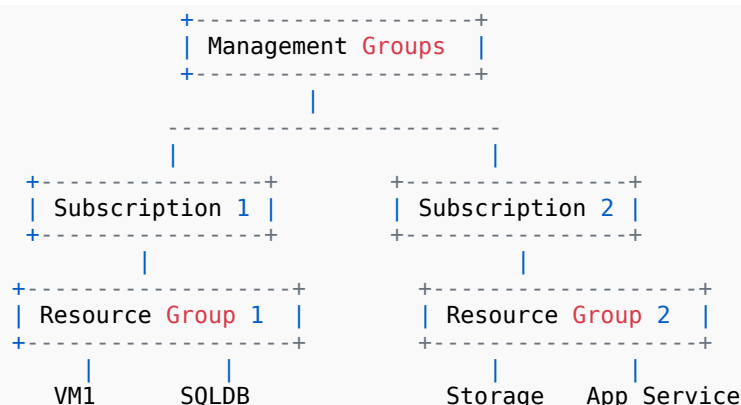 +--------------------+
| Management Groups  |
+--------------------+
|
------------------------
| |
+----------------+ +----------------+
| Subscription 1 | | Subscription 2 |
+----------------+ +----------------+
| |
+-------------------+ +-------------------+
| Resource Group 1  | | Resource Group 2  |
+-------------------+ +-------------------+
| | | |
VM1 SQLDB Storage App Service